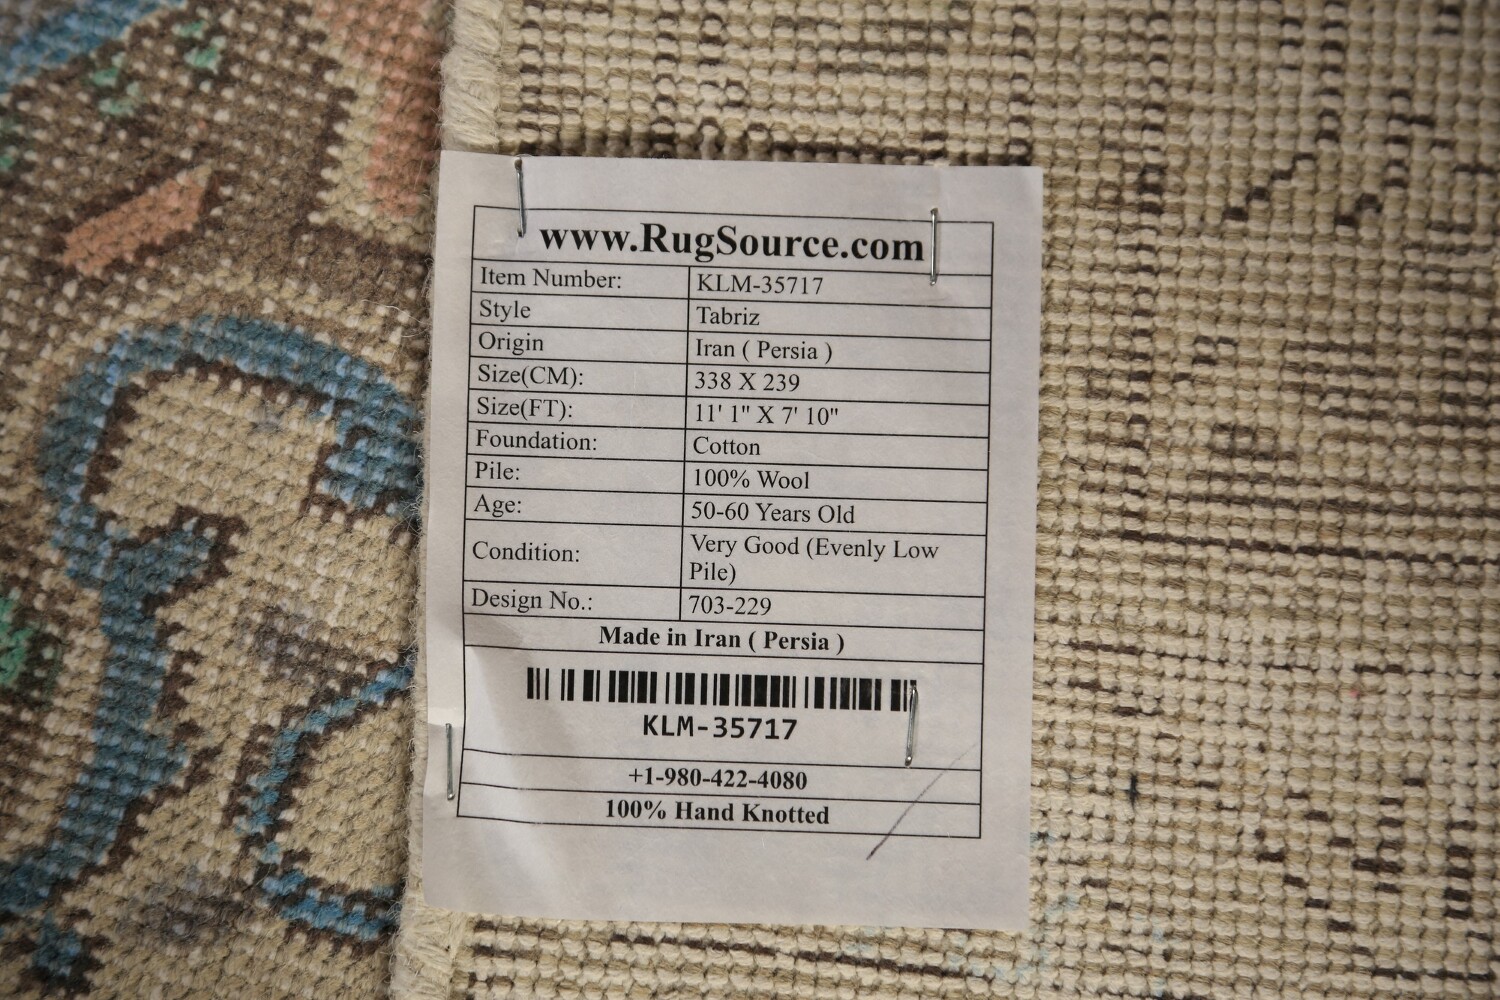 www.RugSource.com
Item Number: KLM-35717
Style Tabriz
Origin Iran ( Persia )
Size(CM): 338 X 239
Size(FT): 11' 1" X 7' 10"
Foundation: Cotton
Pile: 100% Wool
Age: 50-60 Years Old
Condition: Very Good (Evenly Low
Pile)
Design No.: 703-229
Made in Iran ( Persia )
KLM-35717
+1-980-422-4080
100% Hand Knotted